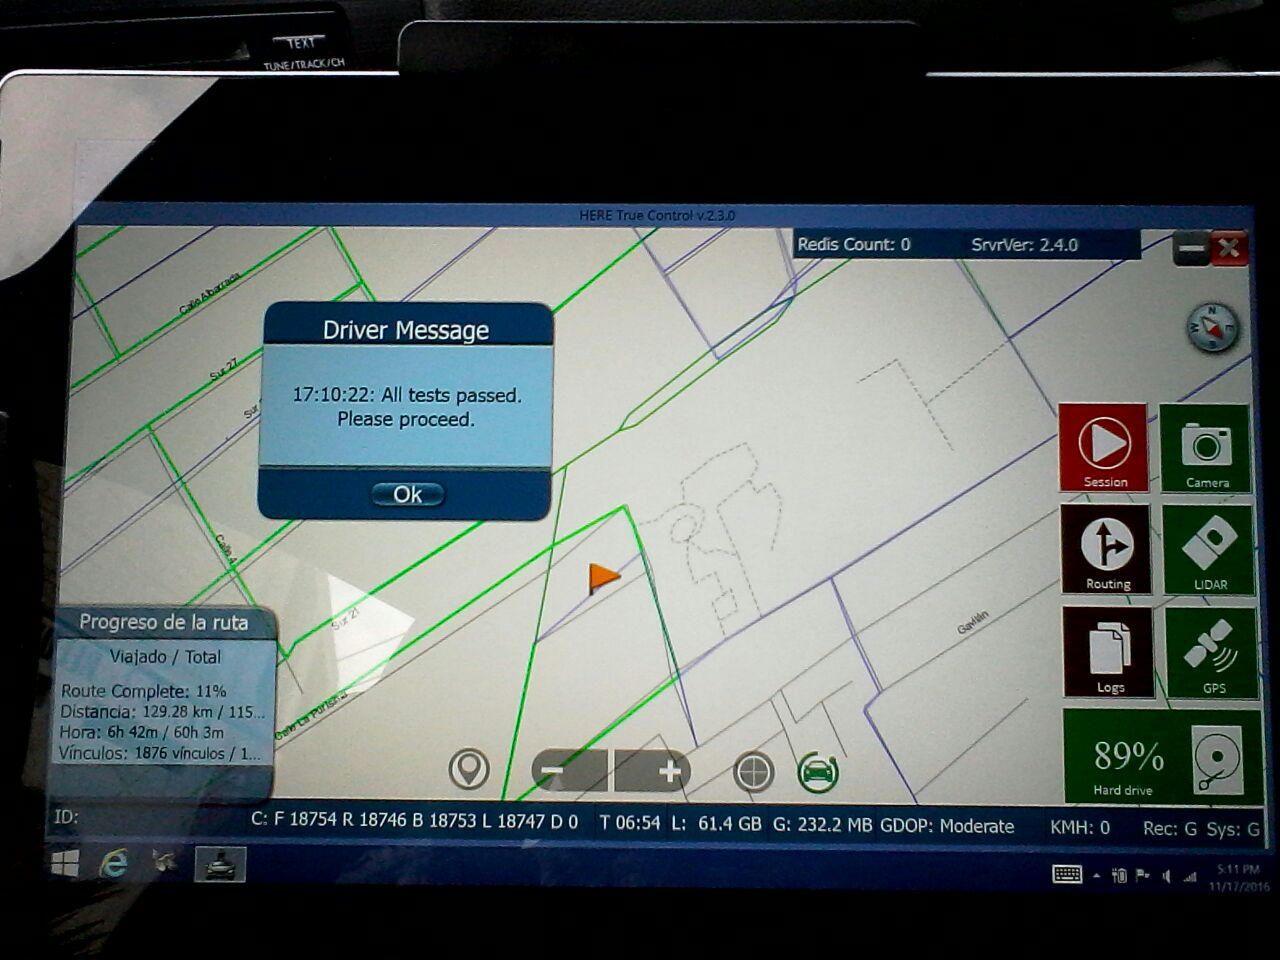 TEXT
TUNE/TRACK/CH
HERE True Control v.2.3.0
Redis Count: 0 SrvrVer: 2.4.0
Calle Albarrada
Driver Message
17:10:22: All tests passed.
Please proceed.
Ok
Sur 27
Sur
Calle 4
Sur 21
Gavilán
N
E
S
W
Session
Camera
Routing
LIDAR
Logs
GPS
89%
Hard drive
Progreso de la ruta
Viajado / Total
Route Complete: 11%
Distancia: 129.28 km / 115...
Hora: 6h 42m / 60h 3m
Vínculos: 1876 vínculos / 1...
ID: C: F 18754 R 18746 B 18753 L 18747 D 0 T 06:54 L: 61.4 GB G: 232.2 MB GDOP: Moderate KMH: 0 Rec: G Sys: G
5:11 PM
11/17/2016